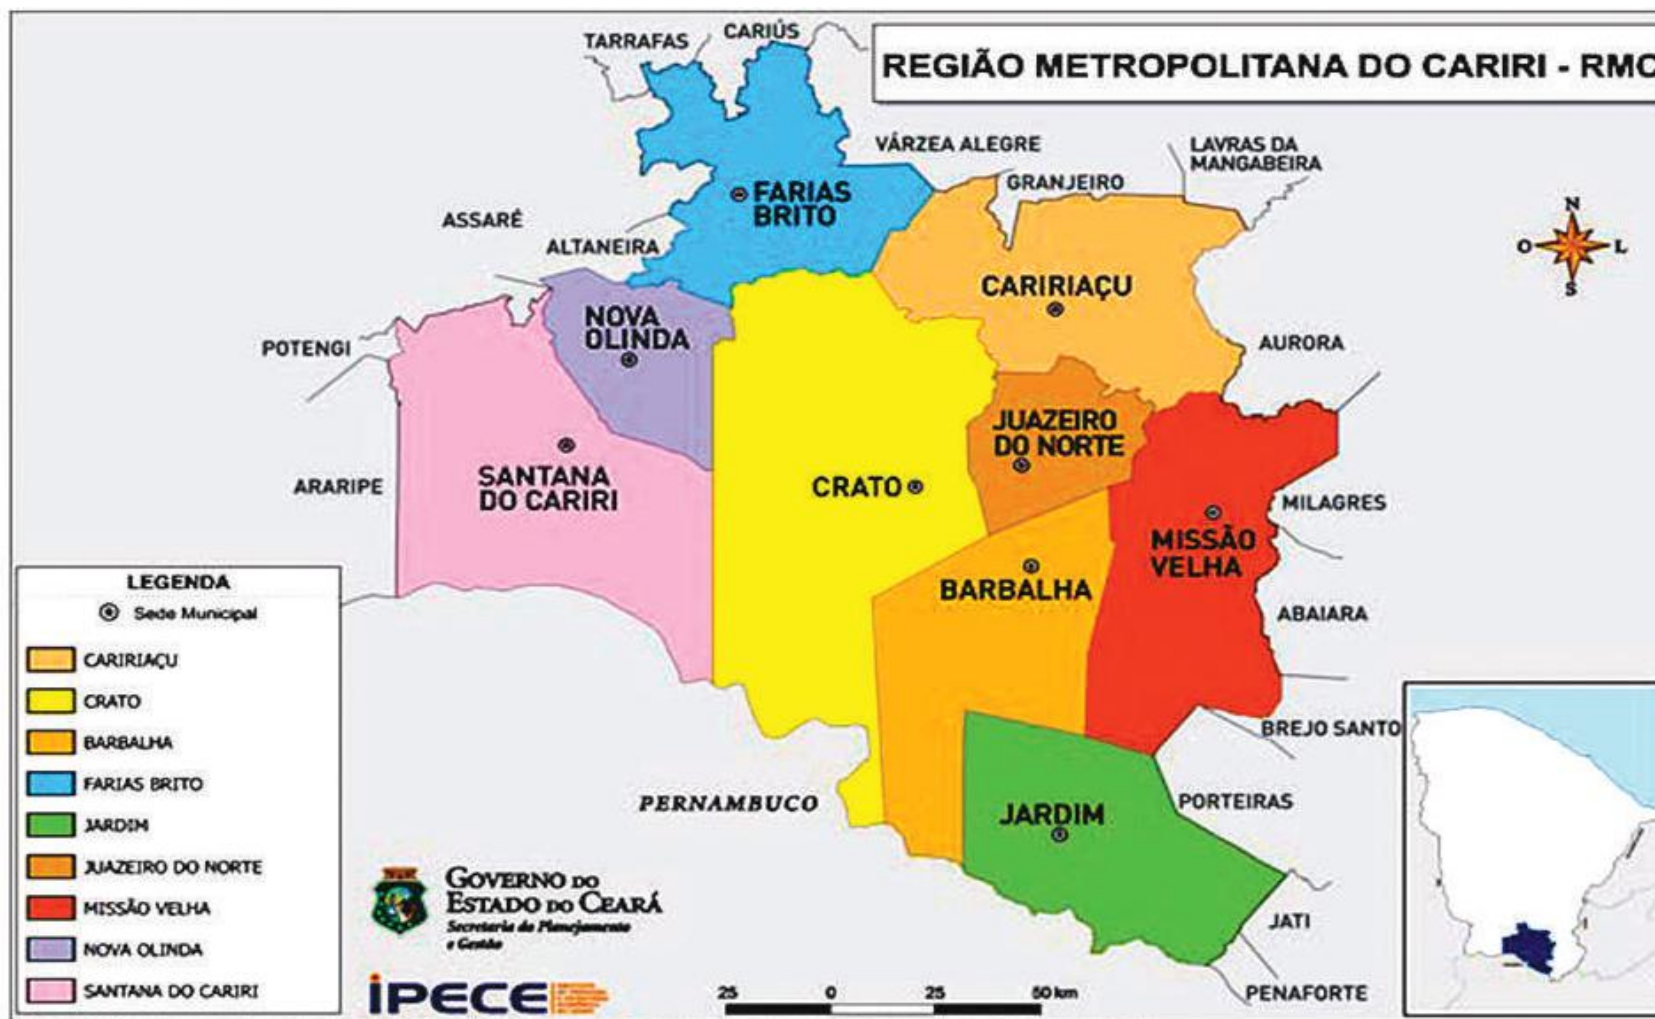 REGIÃO METROPOLITANA DO CARIRI - RMC
TARRAFAS
CARIÚS
VÁRZEA ALEGRE
LAVRAS DA
MANGABEIRA
GRANJEIRO
FARIAS
BRITO
ASSARÉ
ALTANEIRA
N
O
L
S
CARIRIAÇU
NOVA
OLINDA
POTENGI
AURORA
JUAZEIRO
DO NORTE
SANTANA
DO CARIRI
ARARIPE
CRATO
MILAGRES
MISSÃO
VELHA
BARBALHA
ABAIARA
BREJO SANTO
PERNAMBUCO
PORTEIRAS
JARDIM
JATI
PENAFORTE
LEGENDA
Sede Municipal
CARIRIAÇU
CRATO
BARBALHA
FARIAS BRITO
JARDIM
JUAZEIRO DO NORTE
MISSÃO VELHA
NOVA OLINDA
SANTANA DO CARIRI
GOVERNO DO
ESTADO DO CEARÁ
Secretaria do Planejamento
e Gestão
IPECE
25 0 25 50 km